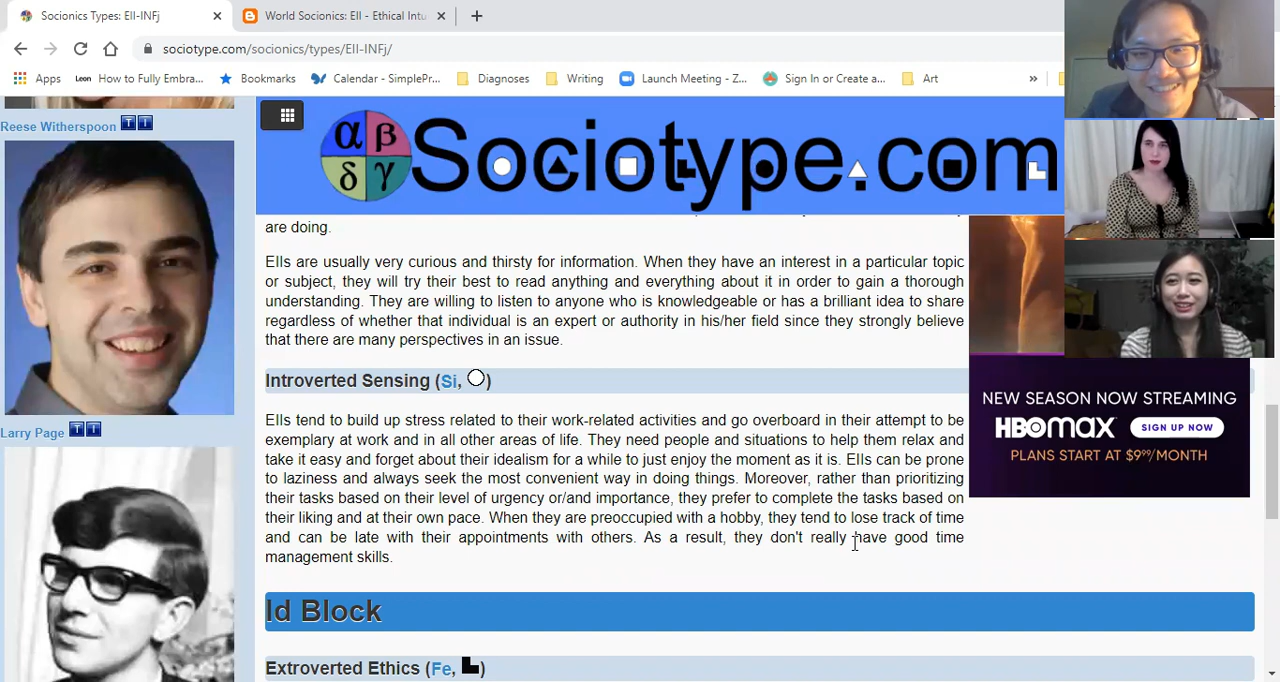 Socionics Types: EII-INFj
World Socionics: EII - Ethical Intu
sociotype.com/socionics/types/EII-INFj/
Apps
Leon How to Fully Embra...
Bookmarks
Calendar - SimplePr...
Diagnoses
Writing
Launch Meeting - Z...
Sign In or Create a...
Art
»
Reese Witherspoon T I
Larry Page T I
α β
δ γ
Sociotype.com
are doing.
EIIs are usually very curious and thirsty for information. When they have an interest in a particular topic
or subject, they will try their best to read anything and everything about it in order to gain a thorough
understanding. They are willing to listen to anyone who is knowledgeable or has a brilliant idea to share
regardless of whether that individual is an expert or authority in his/her field since they strongly believe
that there are many perspectives in an issue.
Introverted Sensing (Si, )
EIIs tend to build up stress related to their work-related activities and go overboard in their attempt to be
exemplary at work and in all other areas of life. They need people and situations to help them relax and
take it easy and forget about their idealism for a while to just enjoy the moment as it is. EIIs can be prone
to laziness and always seek the most convenient way in doing things. Moreover, rather than prioritizing
their tasks based on their level of urgency or/and importance, they prefer to complete the tasks based on
their liking and at their own pace. When they are preoccupied with a hobby, they tend to lose track of time
and can be late with their appointments with others. As a result, they don't really have good time
management skills.
Id Block
Extroverted Ethics (Fe, )
NEW SEASON NOW STREAMING
HBOMAX SIGN UP NOW
PLANS START AT $9.99/MONTH